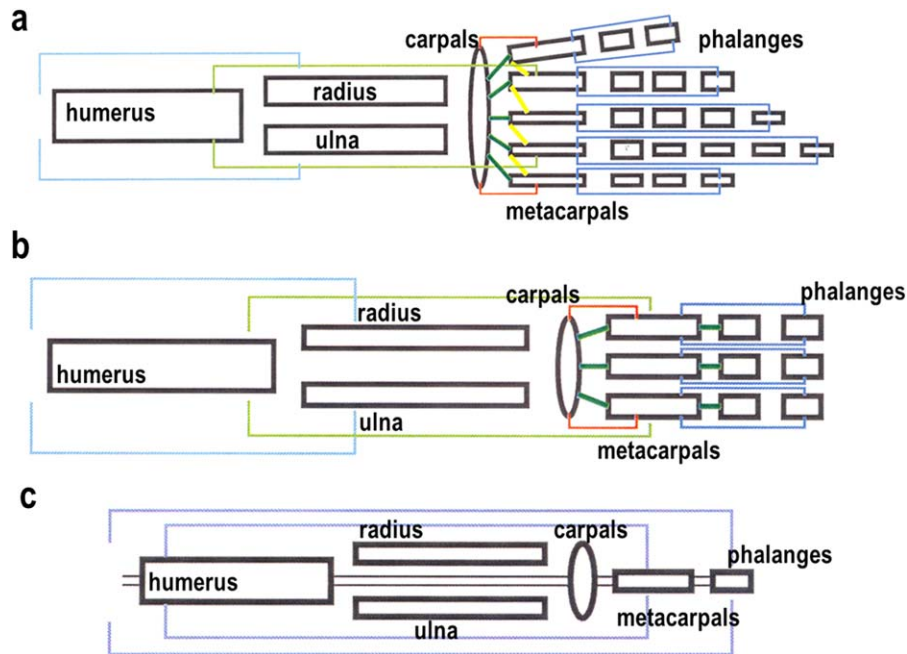 a
carpals
phalanges
humerus
radius
ulna
metacarpals
b
carpals
phalanges
radius
humerus
ulna
metacarpals
c
radius
carpals
phalanges
humerus
metacarpals
ulna